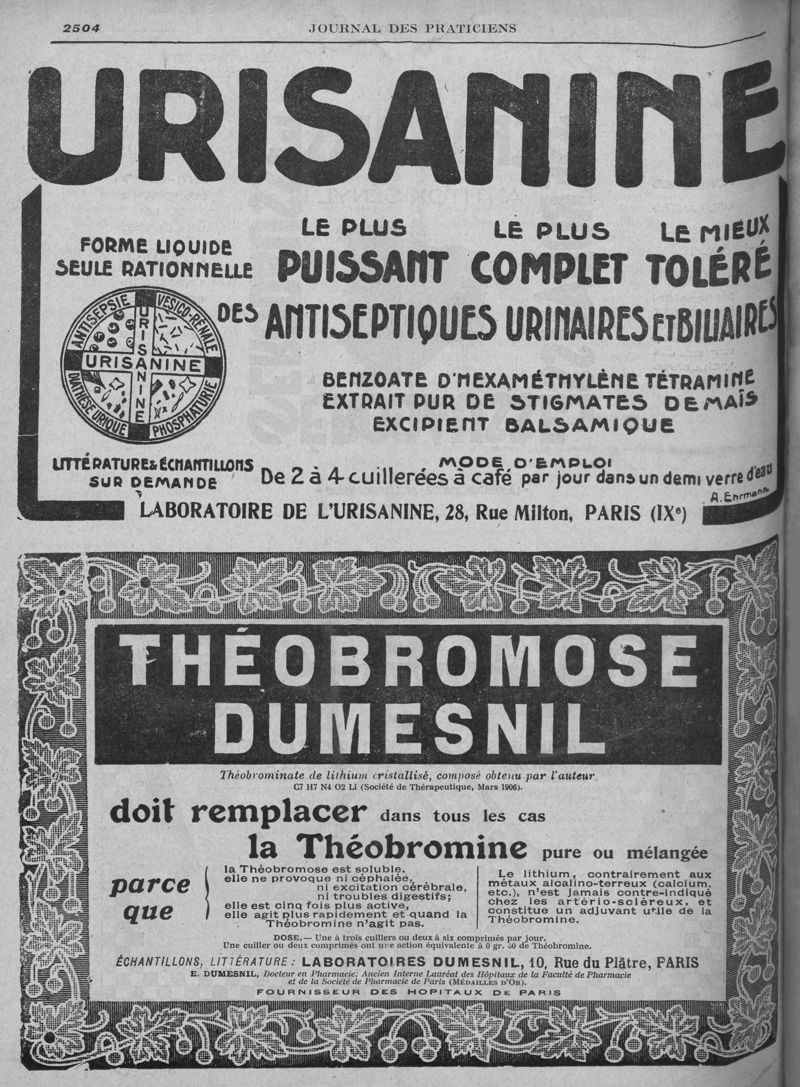 2504
JOURNAL DES PRATICIENS
URISANINE
FORME LIQUIDE
SEULE RATIONNELLE
LE PLUS LE PLUS LE MIEUX
PUISSANT COMPLET TOLÉRÉ
DES ANTISEPTIQUES URINAIRES ET BILIAIRES
ANTISEPSIE VESICO-RÉNALE
URISANINE
URISANINE
DIATHÈSE URIQUE PHOSPHATURIE
BENZOATE D'HEXAMÉTHYLÈNE TÉTRAMINE
EXTRAIT PUR DE STIGMATES DE MAÏS
EXCIPIENT BALSAMIQUE
LITTÉRATURE & ÉCHANTILLONS
SUR DEMANDE
MODE D'EMPLOI
De 2 à 4 cuillerées à café par jour dans un demi verre d'eau
A. Ehrmann
LABORATOIRE DE L'URISANINE, 28, Rue Milton, PARIS (IXe)
THÉOBROMOSE
DUMESNIL
Théobrominate de lithium cristallisé, composé obtenu par l'auteur
C7 H7 N4 O2 Li (Société de Thérapeutique, Mars 1906).
doit remplacer dans tous les cas
la Théobromine pure ou mélangée
parce
que
la Théobromose est soluble,
elle ne provoque ni céphalée,
ni excitation cérébrale,
ni troubles digestifs;
elle est cinq fois plus active,
elle agit plus rapidement et quand la
Théobromine n'agit pas.
Le lithium, contrairement aux
métaux alcalino-terreux (calcium,
etc.), n'est jamais contre-indiqué
chez les artério-scléreux, et
constitue un adjuvant utile de la
Théobromine.
DOSE. — Une à trois cuillers ou deux à six comprimés par jour.
Une cuiller ou deux comprimés ont une action équivalente à 0 gr. 50 de Théobromine.
ÉCHANTILLONS, LITTÉRATURE : LABORATOIRES DUMESNIL, 10, Rue du Plâtre, PARIS
E. DUMESNIL, Docteur en Pharmacie; Ancien Interne Lauréat des Hôpitaux de la Faculté de Pharmacie
et de la Société de Pharmacie de Paris (MÉDAILLES D'OR).
FOURNISSEUR DES HOPITAUX DE PARIS